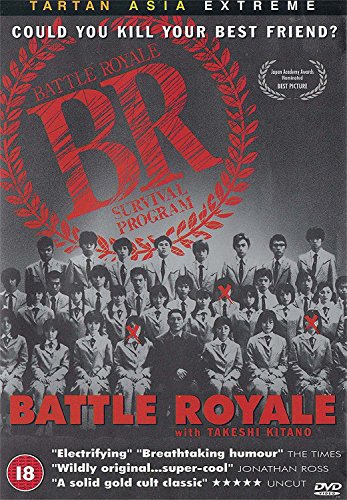 TARTAN ASIA EXTREME
COULD YOU KILL YOUR BEST FRIEND?
Japan Academy Awards
Nominated
BEST PICTURE
BATTLE ROYALE
BR
SURVIVAL PROGRAM
BATTLE ROYALE
with TAKESHI KITANO
"Electrifying" "Breathtaking humour" THE TIMES
"Wildly original...super-cool" JONATHAN ROSS
"A solid gold cult classic" ★★★★★ UNCUT
18
DVD
VIDEO